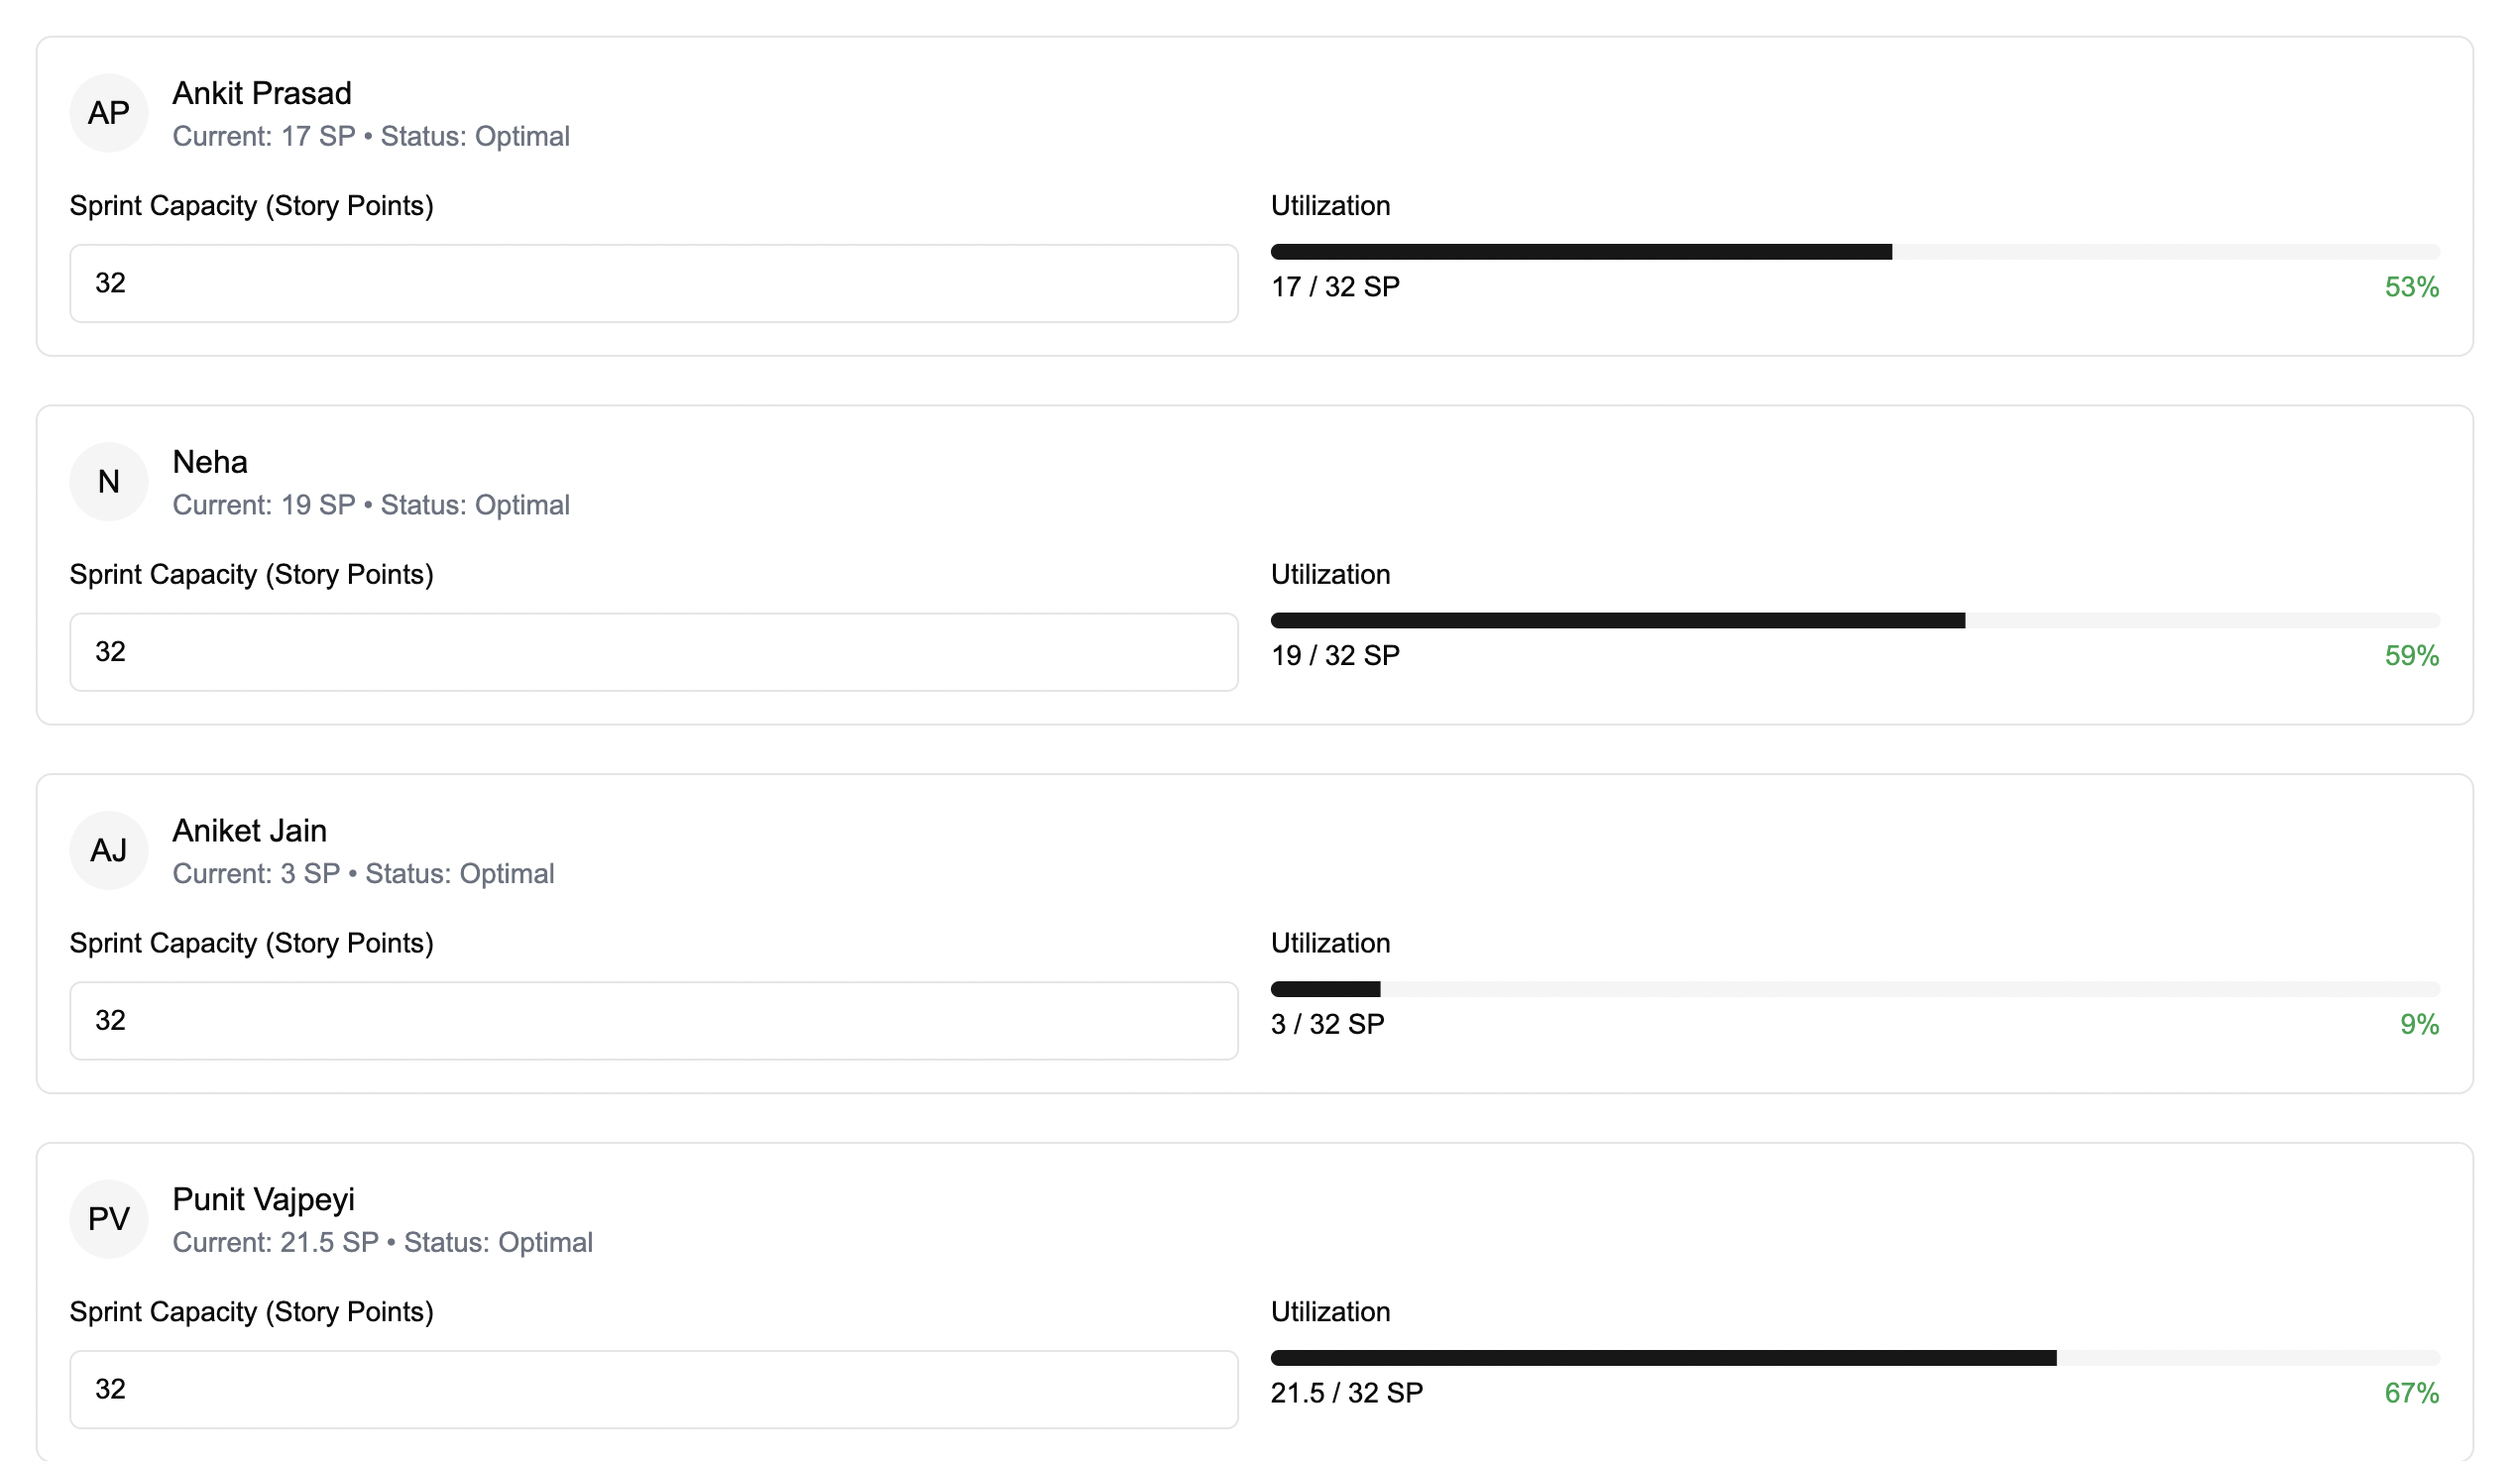 AP
Ankit Prasad
Current: 17 SP • Status: Optimal
Sprint Capacity (Story Points)
32
Utilization
17 / 32 SP
53%
N
Neha
Current: 19 SP • Status: Optimal
Sprint Capacity (Story Points)
32
Utilization
19 / 32 SP
59%
AJ
Aniket Jain
Current: 3 SP • Status: Optimal
Sprint Capacity (Story Points)
32
Utilization
3 / 32 SP
9%
PV
Punit Vajpeyi
Current: 21.5 SP • Status: Optimal
Sprint Capacity (Story Points)
32
Utilization
21.5 / 32 SP
67%